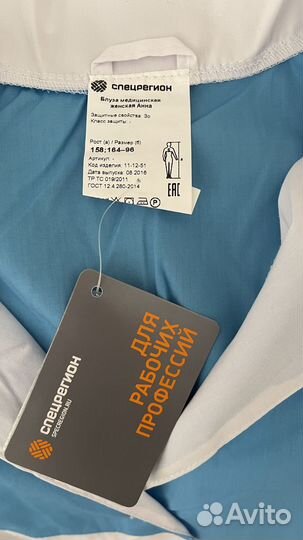 СПЕЦРЕГИОН
Блуза медицинская
женская Анна
Защитные свойства: Зо
Класс защиты: -
Рост (в) / Размер (б)
158;164-96
Артикул: -
Код изделия: 11-12-51
Дата выпуска: 08 2016
ТР ТС 019/2011
ГОСТ 12.4.280-2014
EAC
СПЕЦРЕГИОН
SPECREGION.RU
ДЛЯ
РАБОЧИХ
ПРОФЕССИЙ
Avito